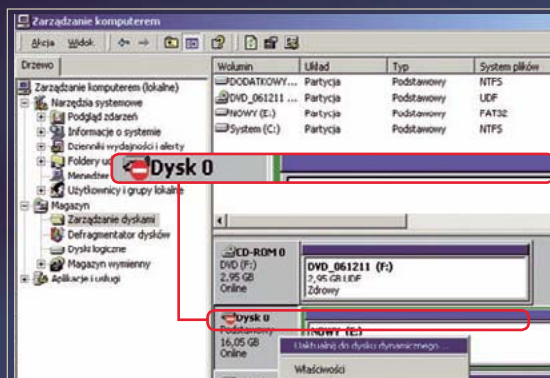 Zarządzanie komputerem
Akcja Widok
Drzewo
Zarządzanie komputerem (lokalne)
Narzędzia systemowe
Podgląd zdarzeń
Informacje o systemie
Dzienniki wydajności i alerty
Foldery
Menedżer
Użytkownicy i grupy lokalne
Magazyn
Zarządzanie dyskami
Defragmentator dysków
Dyski logiczne
Magazyn wymienny
Aplikacje i usługi
Wolumin Układ Typ System plików
DODATKOWY... Partycja Podstawowy NTFS
DVD_061211 ... Partycja Podstawowy UDF
NOWY (E:) Partycja Podstawowy FAT32
System (C:) Partycja Podstawowy NTFS
Dysk 0
CD-ROM 0
DVD (F:)
2,95 GB
Online
DVD_061211 (F:)
2,95 GB UDF
Zdrowy
Dysk 0
Podstawowy
16,05 GB
Online
NOWY (E:)
Uaktualnij do dysku dynamicznego...
Właściwości